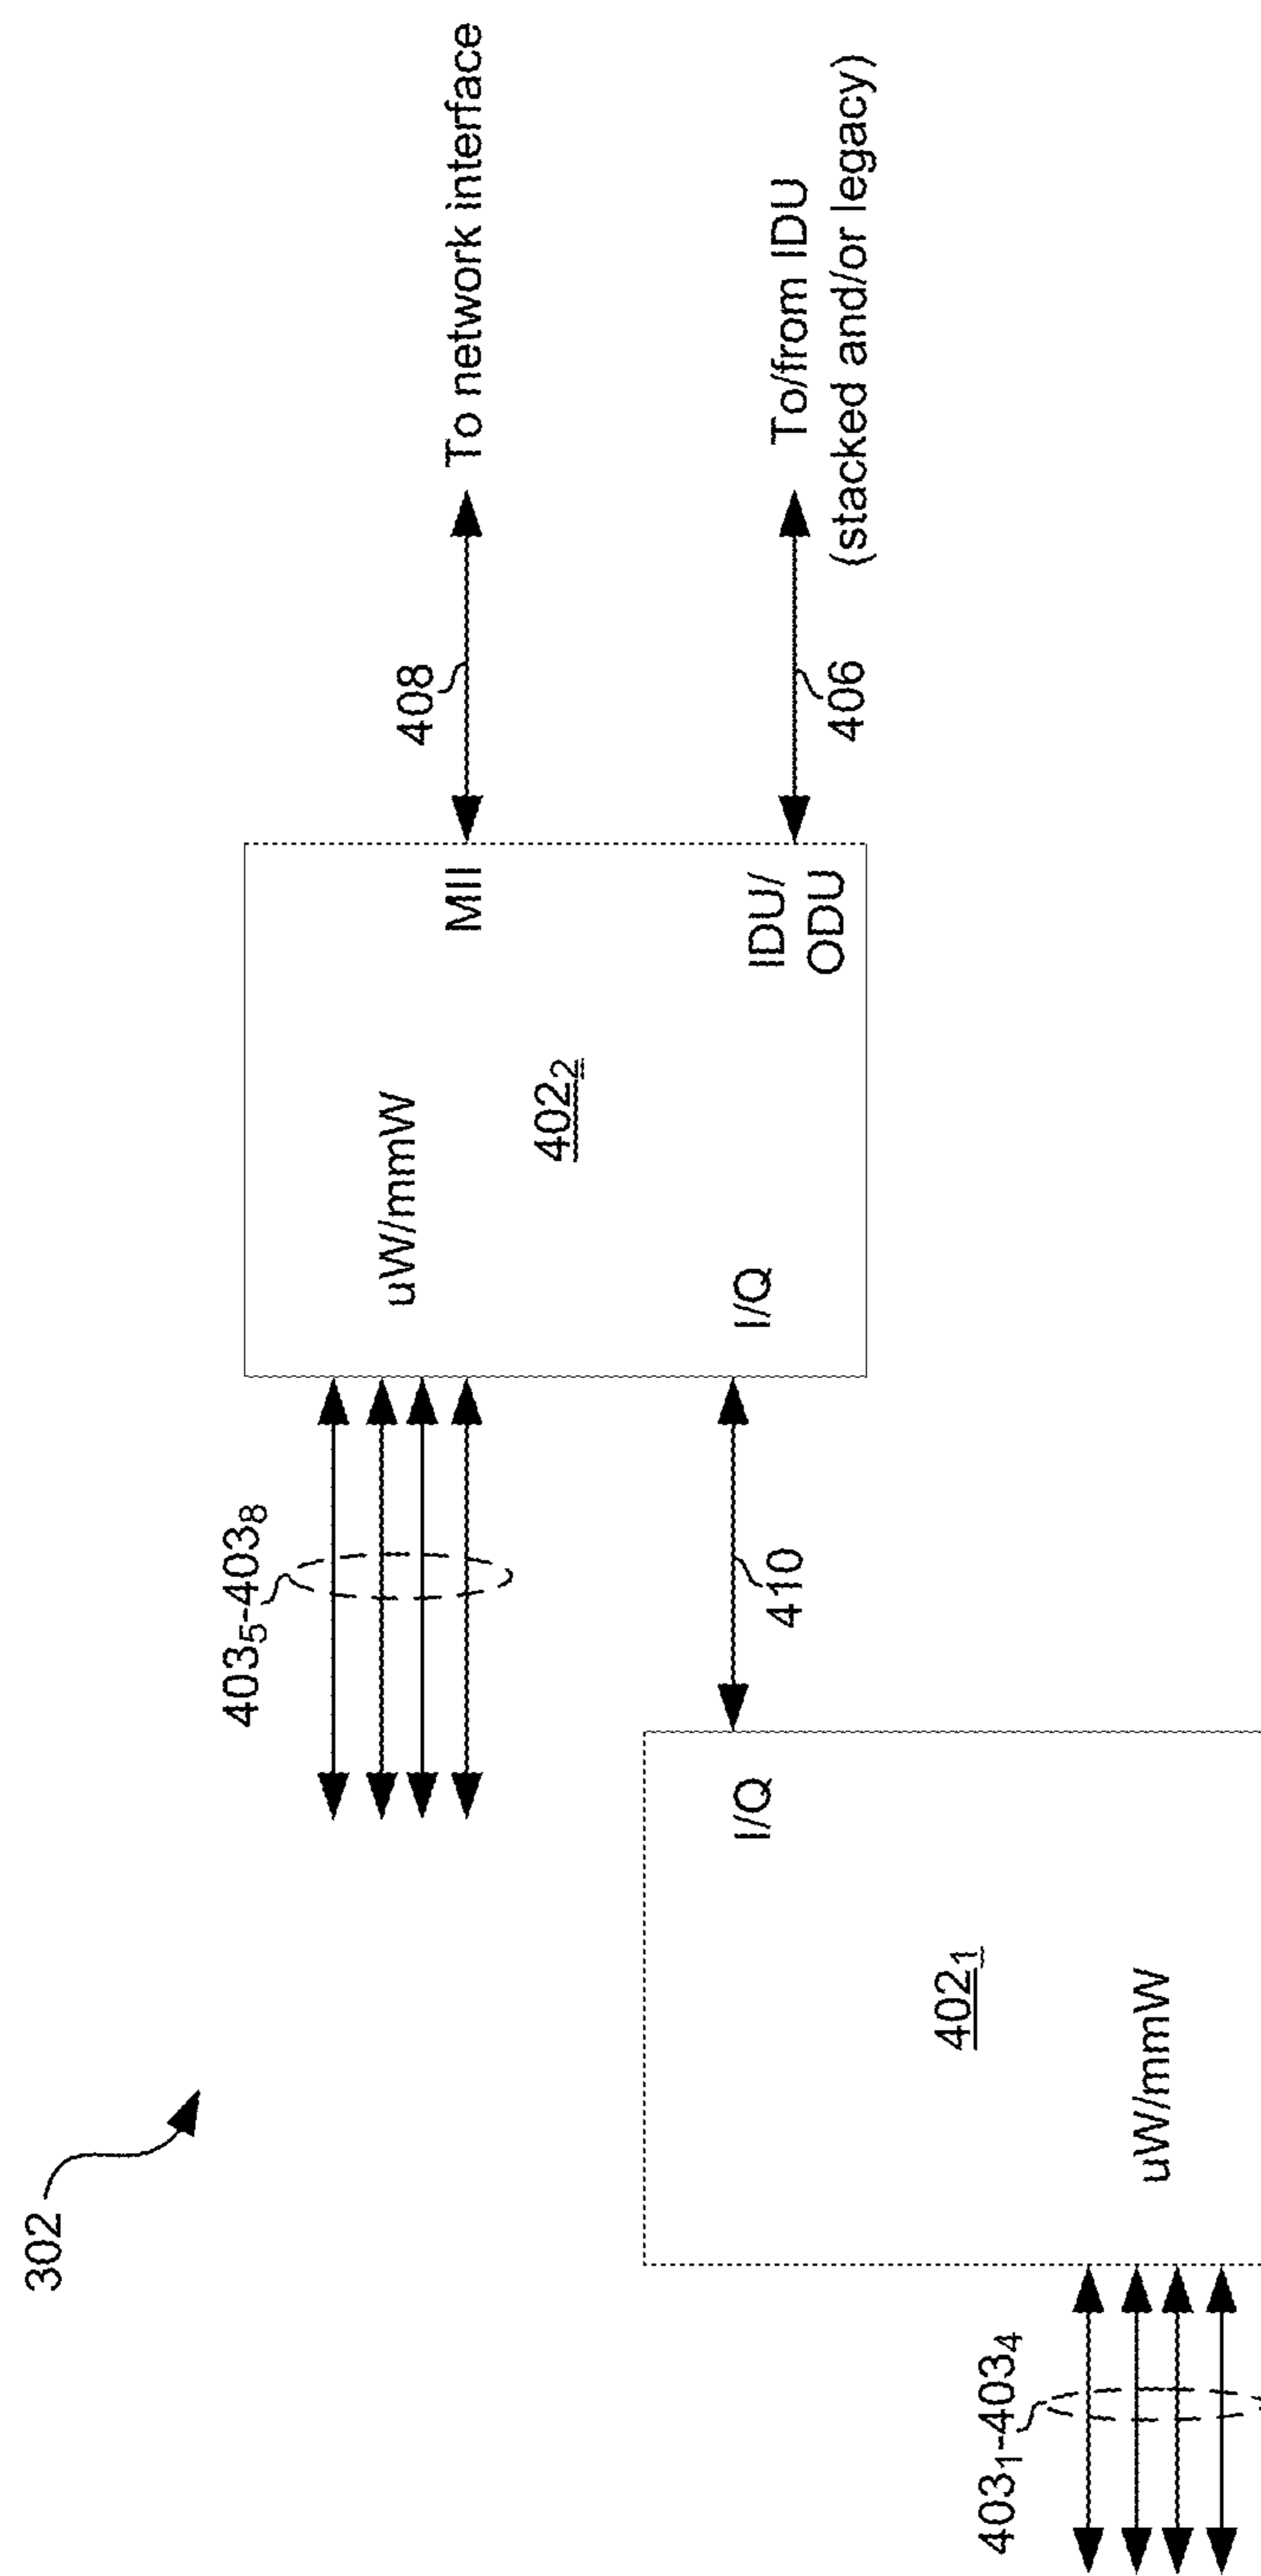 302
403₅-403₈
uW/mmW
402₂
I/Q
MII
IDU/
ODU
408
To network interface
406
To/from IDU
(stacked and/or legacy)
410
I/Q
402₁
uW/mmW
403₁-403₄